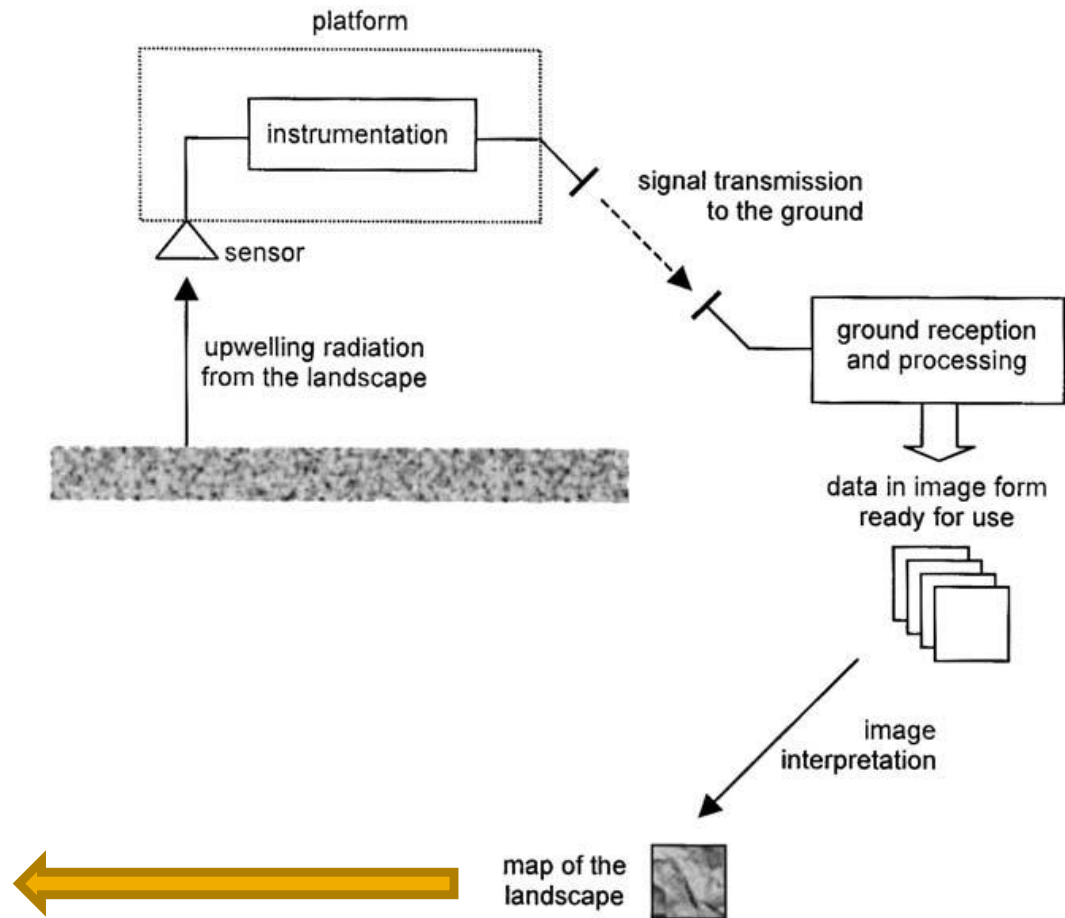 platform
instrumentation
signal transmission
to the ground
sensor
upwelling radiation
from the landscape
ground reception
and processing
data in image form
ready for use
image
interpretation
map of the
landscape